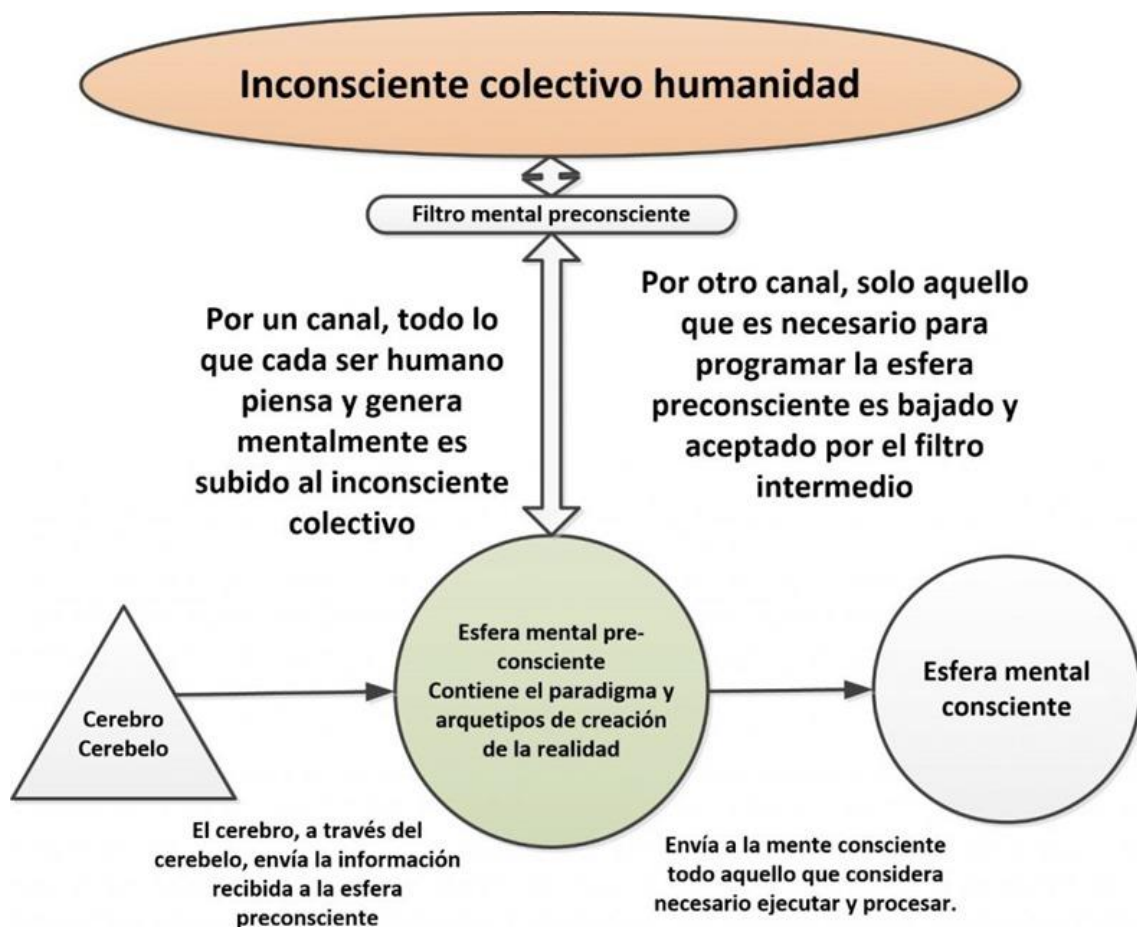 Inconsciente colectivo humanidad
Filtro mental preconsciente
Por un canal, todo lo
que cada ser humano
piensa y genera
mentalmente es
subido al inconsciente
colectivo
Por otro canal, solo aquello
que es necesario para
programar la esfera
preconsciente es bajado y
aceptado por el filtro
intermedio
Cerebro
Cerebelo
Esfera mental pre-
consciente
Contiene el paradigma y
arquetipos de creación
de la realidad
Esfera mental
consciente
El cerebro, a través del
cerebelo, envía la información
recibida a la esfera
preconsciente
Envía a la mente consciente
todo aquello que considera
necesario ejecutar y procesar.